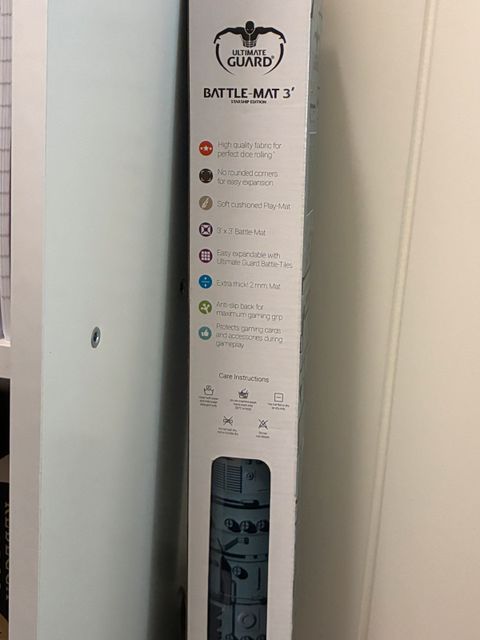 ULTIMATE
GUARD®
BATTLE-MAT 3'
STARSHIP EDITION
High quality fabric for
perfect dice rolling
No rounded corners
for easy expansion
Soft cushioned Play-Mat
3' x 3' Battle-Mat
Easy expandable with
Ultimate Guard Battle-Tiles
Extra thick! 2 mm Mat
Anti-slip back for
maximum gaming grip
Protects gaming cards
and accessories during
gameplay
Care Instructions